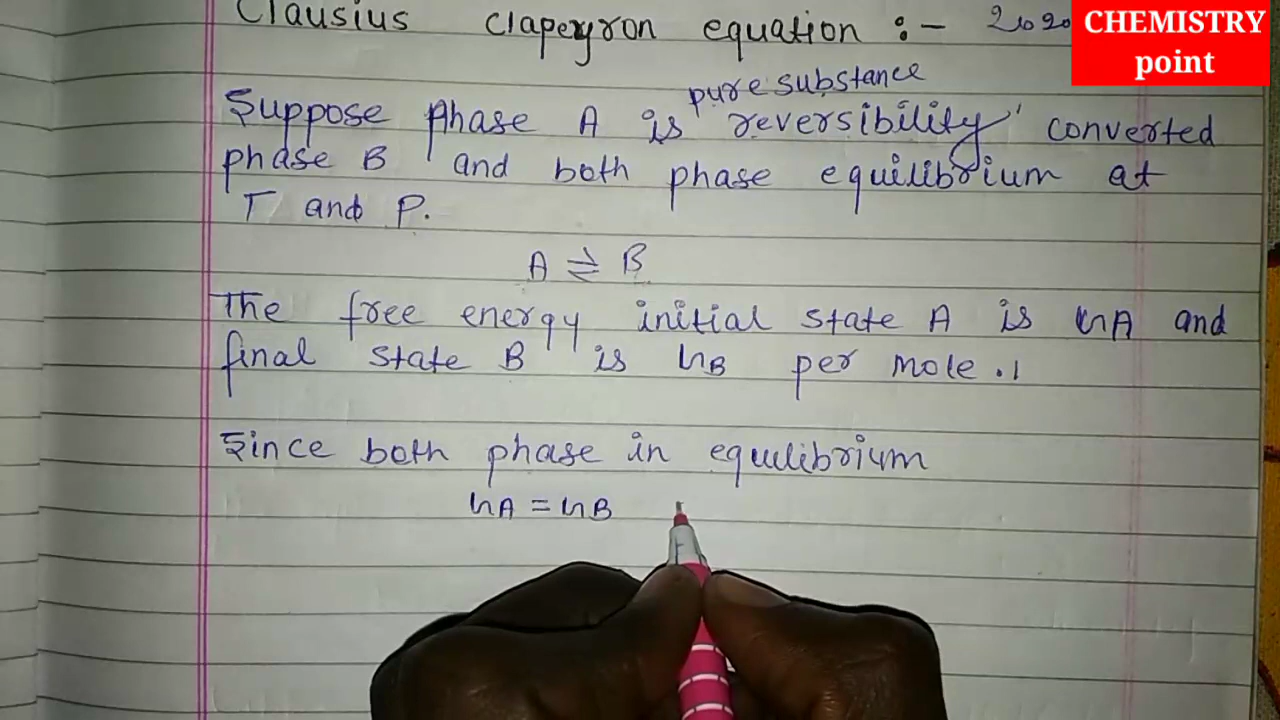 Clausius Clapeyron equation :- 2020
CHEMISTRY
point
pure substance
Suppose Phase A is reversibility converted
phase B and both phase equilibrium at
T and P.
A ⇌ B
The free energy initial state A is GA and
final state B is GB per mole.
Since both phase in equilibrium
GA = GB